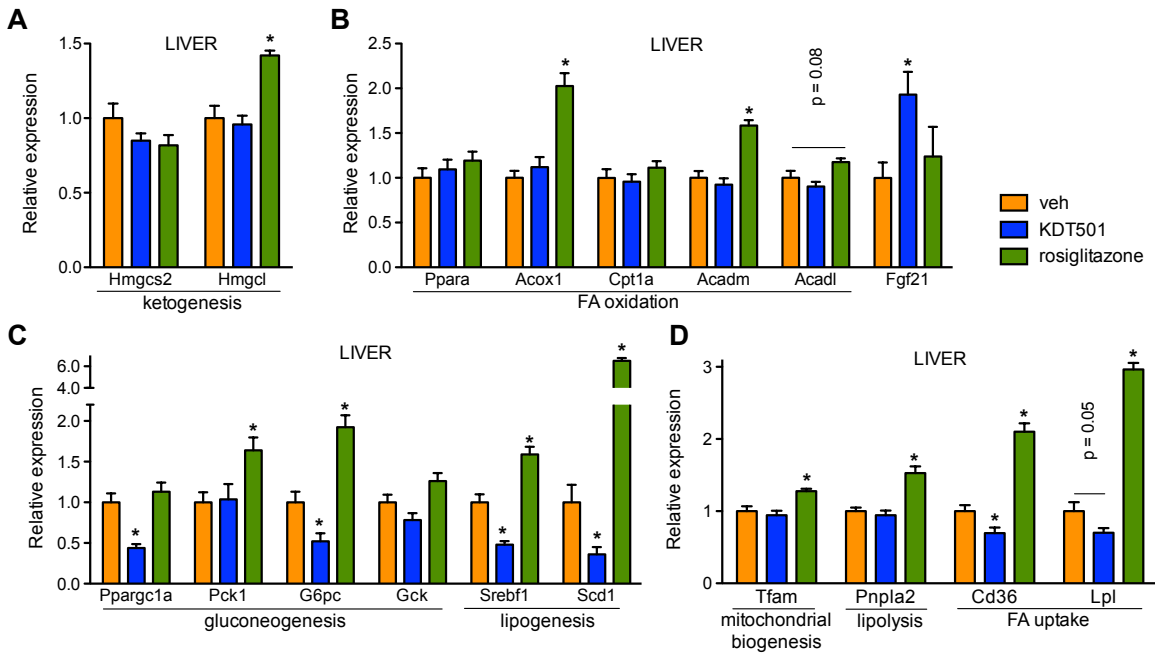 A
LIVER
Relative expression
1.5
1.0
0.5
0.0
*
Hmgcs2 Hmgcl
ketogenesis
B
LIVER
Relative expression
2.5
2.0
1.5
1.0
0.5
0.0
* * p = 0.08 *
Ppara Acox1 Cpt1a Acadm Acadl Fgf21
FA oxidation
veh
KDT501
rosiglitazone
C
LIVER
Relative expression
6.0
4.0
2.0
1.5
1.0
0.5
0.0
* * * * * * * *
Ppargc1a Pck1 G6pc Gck Srebf1 Scd1
gluconeogenesis lipogenesis
D
LIVER
Relative expression
3
2
1
0
* * * * p = 0.05 *
Tfam Pnpla2 Cd36 Lpl
mitochondrial lipolysis FA uptake
biogenesis